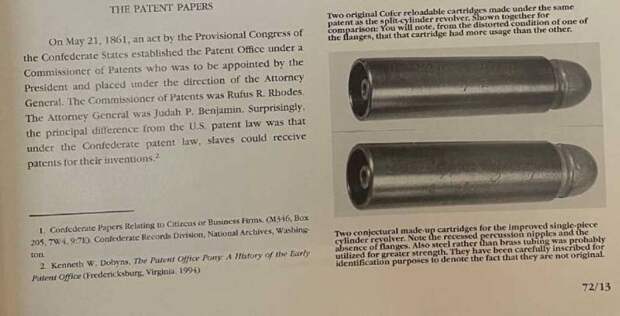 THE PATENT PAPERS
On May 21, 1861, an act by the Provisional Congress of
the Confederate States established the Patent Office under a
Commissioner of Patents who was to be appointed by the
President and placed under the direction of the Attorney
General. The Commissioner of Patents was Rufus R. Rhodes.
The Attorney General was Judah P. Benjamin. Surprisingly,
the principal difference from the U.S. patent law was that
under the Confederate patent law, slaves could receive
patents for their inventions.2
1. Confederate Papers Relating to Citizens or Business Firms. (M346, Box
205, 7W4, 9:7E). Confederate Records Division, National Archives, Washing-
ton.
2. Kenneth W. Dobyns, The Patent Office Pony: A History of the Early
Patent Office (Fredericksburg, Virginia, 1994)
Two original Cofer reloadable cartridges made under the same
patent as the split-cylinder revolver. Shown together for
comparison: You will note, from the distorted condition of one of
the flanges, that that cartridge had more usage than the other.
Two conjectural made-up cartridges for the improved single-piece
cylinder revolver. Note the recessed percussion nipples and the
absence of flanges. Also steel rather than brass tubing was probably
utilized for greater strength. They have been carefully inscribed for
identification purposes to denote the fact that they are not original.
72/13